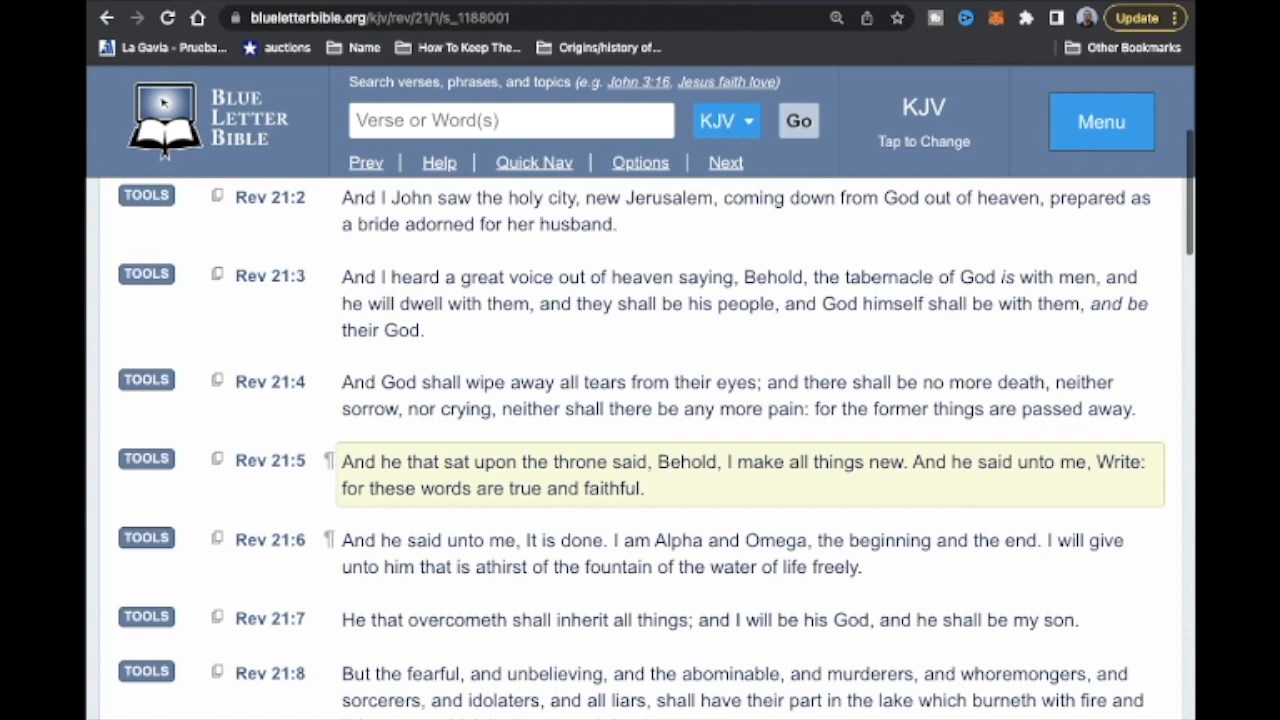 blueletterbible.org/kjv/rev/21/1/s_1188001
Update
La Gavia - Prueba...
auctions
Name
How To Keep The...
Origins/history of...
Other Bookmarks
BLUE
LETTER
BIBLE
Search verses, phrases, and topics (e.g. John 3:16, Jesus faith love)
Verse or Word(s)
KJV
Go
Prev | Help | Quick Nav | Options | Next
KJV
Tap to Change
Menu
TOOLS Rev 21:2 And I John saw the holy city, new Jerusalem, coming down from God out of heaven, prepared as
a bride adorned for her husband.
TOOLS Rev 21:3 And I heard a great voice out of heaven saying, Behold, the tabernacle of God is with men, and
he will dwell with them, and they shall be his people, and God himself shall be with them, and be
their God.
TOOLS Rev 21:4 And God shall wipe away all tears from their eyes; and there shall be no more death, neither
sorrow, nor crying, neither shall there be any more pain: for the former things are passed away.
TOOLS Rev 21:5 ¶ And he that sat upon the throne said, Behold, I make all things new. And he said unto me, Write:
for these words are true and faithful.
TOOLS Rev 21:6 ¶ And he said unto me, It is done. I am Alpha and Omega, the beginning and the end. I will give
unto him that is athirst of the fountain of the water of life freely.
TOOLS Rev 21:7 He that overcometh shall inherit all things; and I will be his God, and he shall be my son.
TOOLS Rev 21:8 But the fearful, and unbelieving, and the abominable, and murderers, and whoremongers, and
sorcerers, and idolaters, and all liars, shall have their part in the lake which burneth with fire and